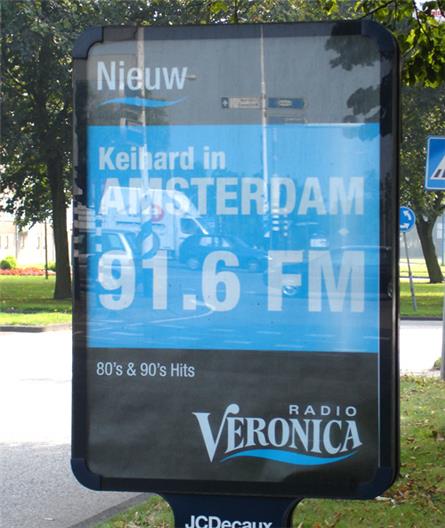 Nieuw
Keihard in
AMSTERDAM
91.6 FM
80's & 90's Hits
RADIO
VERONICA
JCDecaux